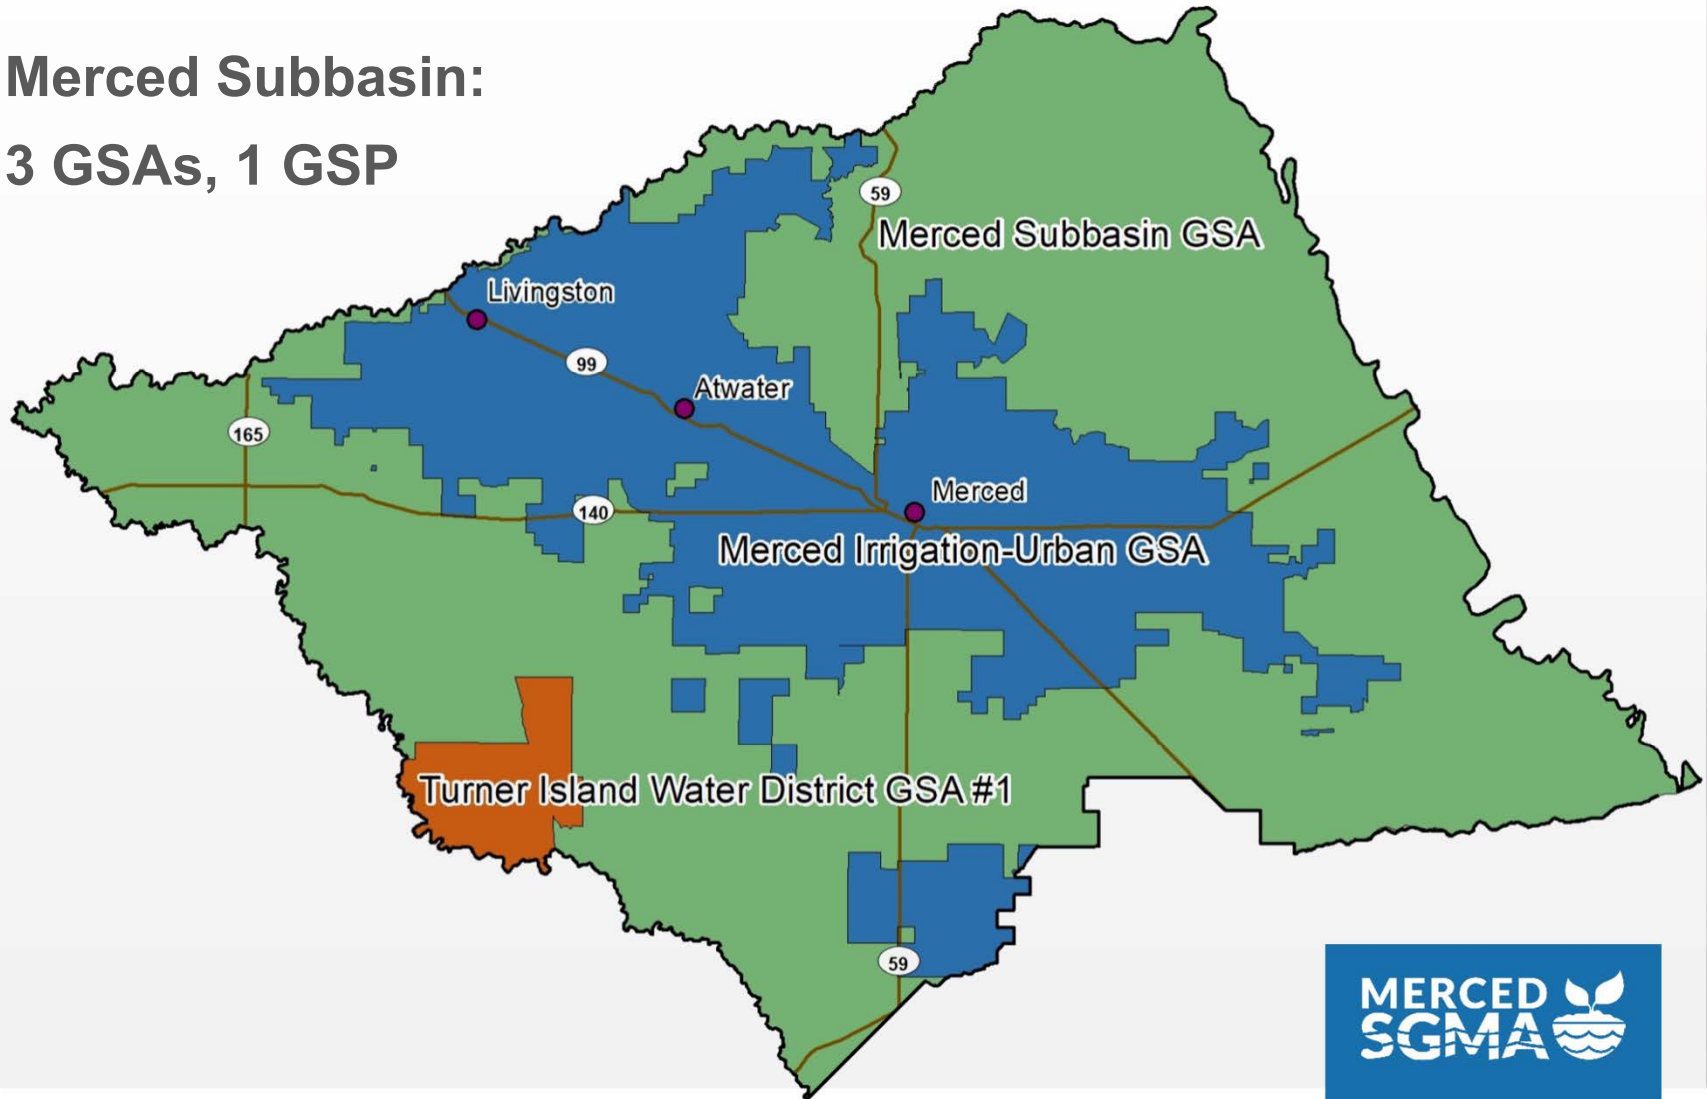 Merced Subbasin:
3 GSAs, 1 GSP
59
Merced Subbasin GSA
Livingston
99
Atwater
165
Merced
140
Merced Irrigation-Urban GSA
Turner Island Water District GSA #1
59
MERCED
SGMA